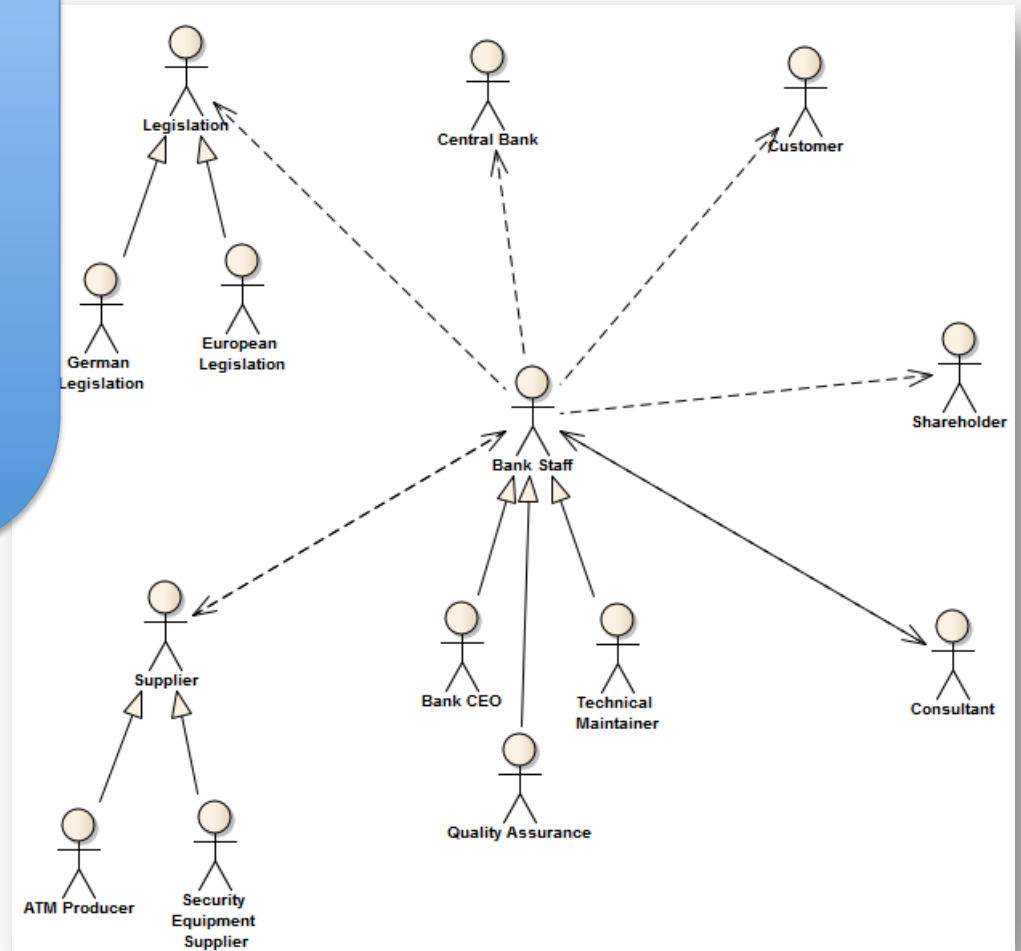 Legislation
Central Bank
Customer
German
Legislation
European
Legislation
Shareholder
Bank Staff
Supplier
Bank CEO
Technical
Maintainer
Consultant
Quality Assurance
ATM Producer
Security
Equipment
Supplier